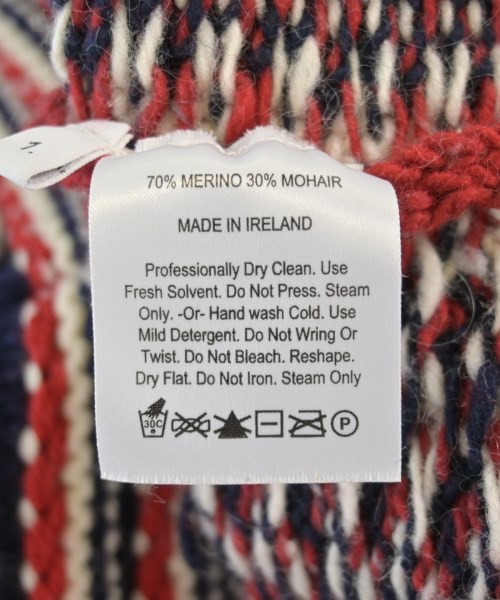 1.
70% MERINO 30% MOHAIR
MADE IN IRELAND
Professionally Dry Clean. Use
Fresh Solvent. Do Not Press. Steam
Only. -Or- Hand wash Cold. Use
Mild Detergent. Do Not Wring Or
Twist. Do Not Bleach. Reshape.
Dry Flat. Do Not Iron. Steam Only
30C P